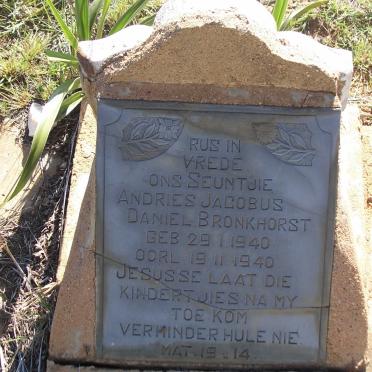 RUS IN
VREDE
ONS SEUNTJIE
ANDRIES JACOBUS
DANIEL BRONKHORST
GEB 29 1 1940
OORL 19 11 1940
JESUS SE LAAT DIE
KINDERTJIES NA MY
TOE KOM
VERHINDER HULE NIE
MAT 19 14